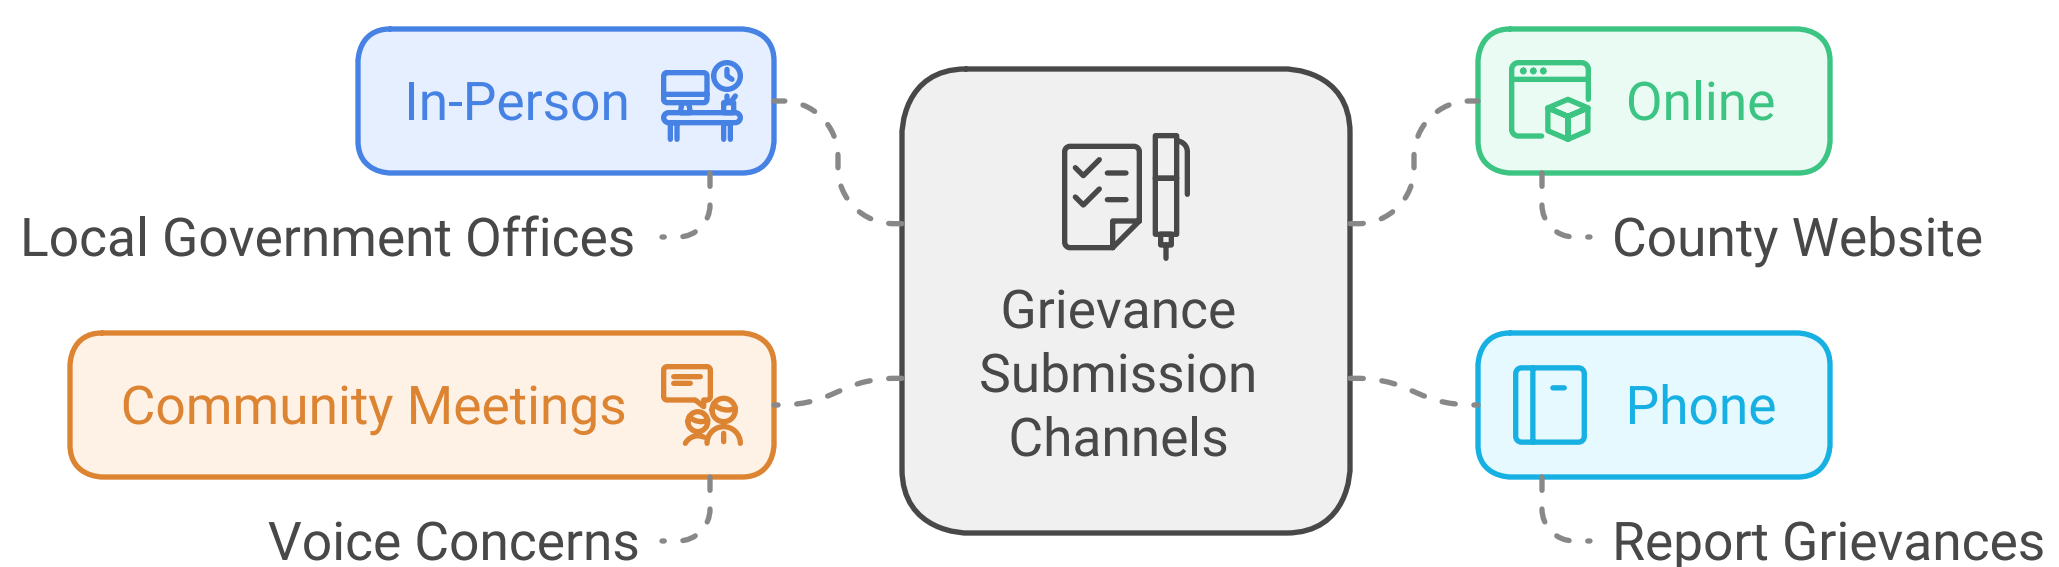 In-Person
Local Government Offices
Community Meetings
Voice Concerns
Grievance
Submission
Channels
Online
County Website
Phone
Report Grievances